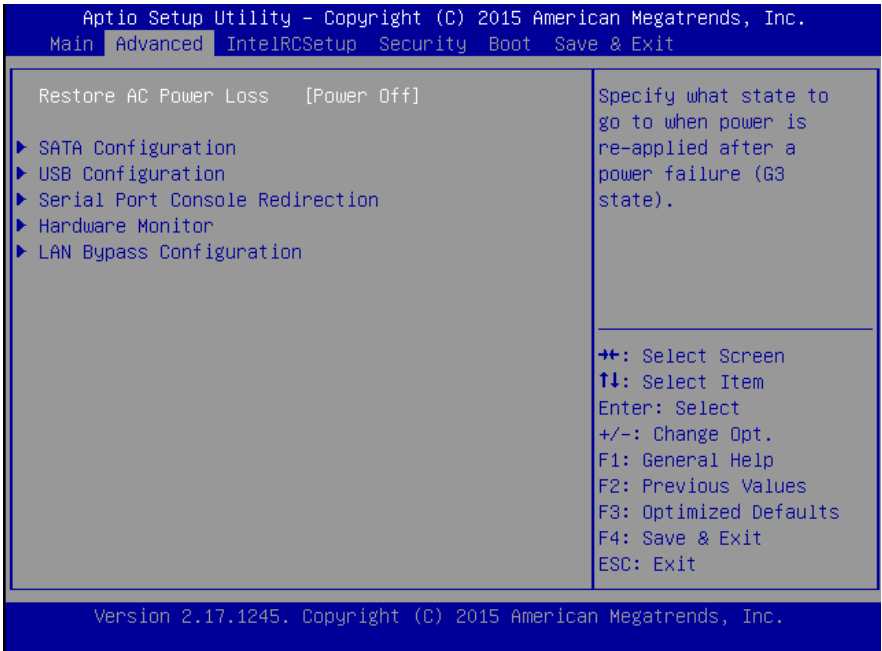 Aptio Setup Utility – Copyright (C) 2015 American Megatrends, Inc.
Main Advanced IntelRCSetup Security Boot Save & Exit
Restore AC Power Loss [Power Off]
▶ SATA Configuration
▶ USB Configuration
▶ Serial Port Console Redirection
▶ Hardware Monitor
▶ LAN Bypass Configuration
Specify what state to
go to when power is
re-applied after a
power failure (G3
state).
→←: Select Screen
↑↓: Select Item
Enter: Select
+/-: Change Opt.
F1: General Help
F2: Previous Values
F3: Optimized Defaults
F4: Save & Exit
ESC: Exit
Version 2.17.1245. Copyright (C) 2015 American Megatrends, Inc.